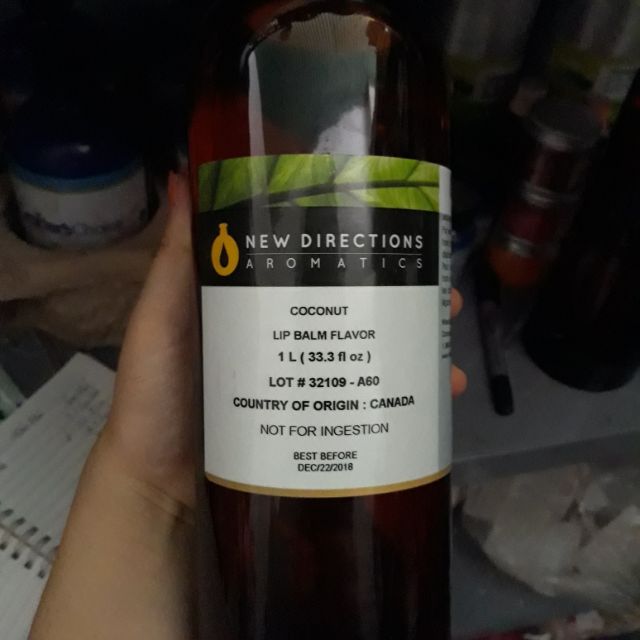 NEW DIRECTIONS
AROMATICS
COCONUT
LIP BALM FLAVOR
1 L ( 33.3 fl oz )
LOT # 32109 - A60
COUNTRY OF ORIGIN : CANADA
NOT FOR INGESTION
BEST BEFORE
DEC/22/2018